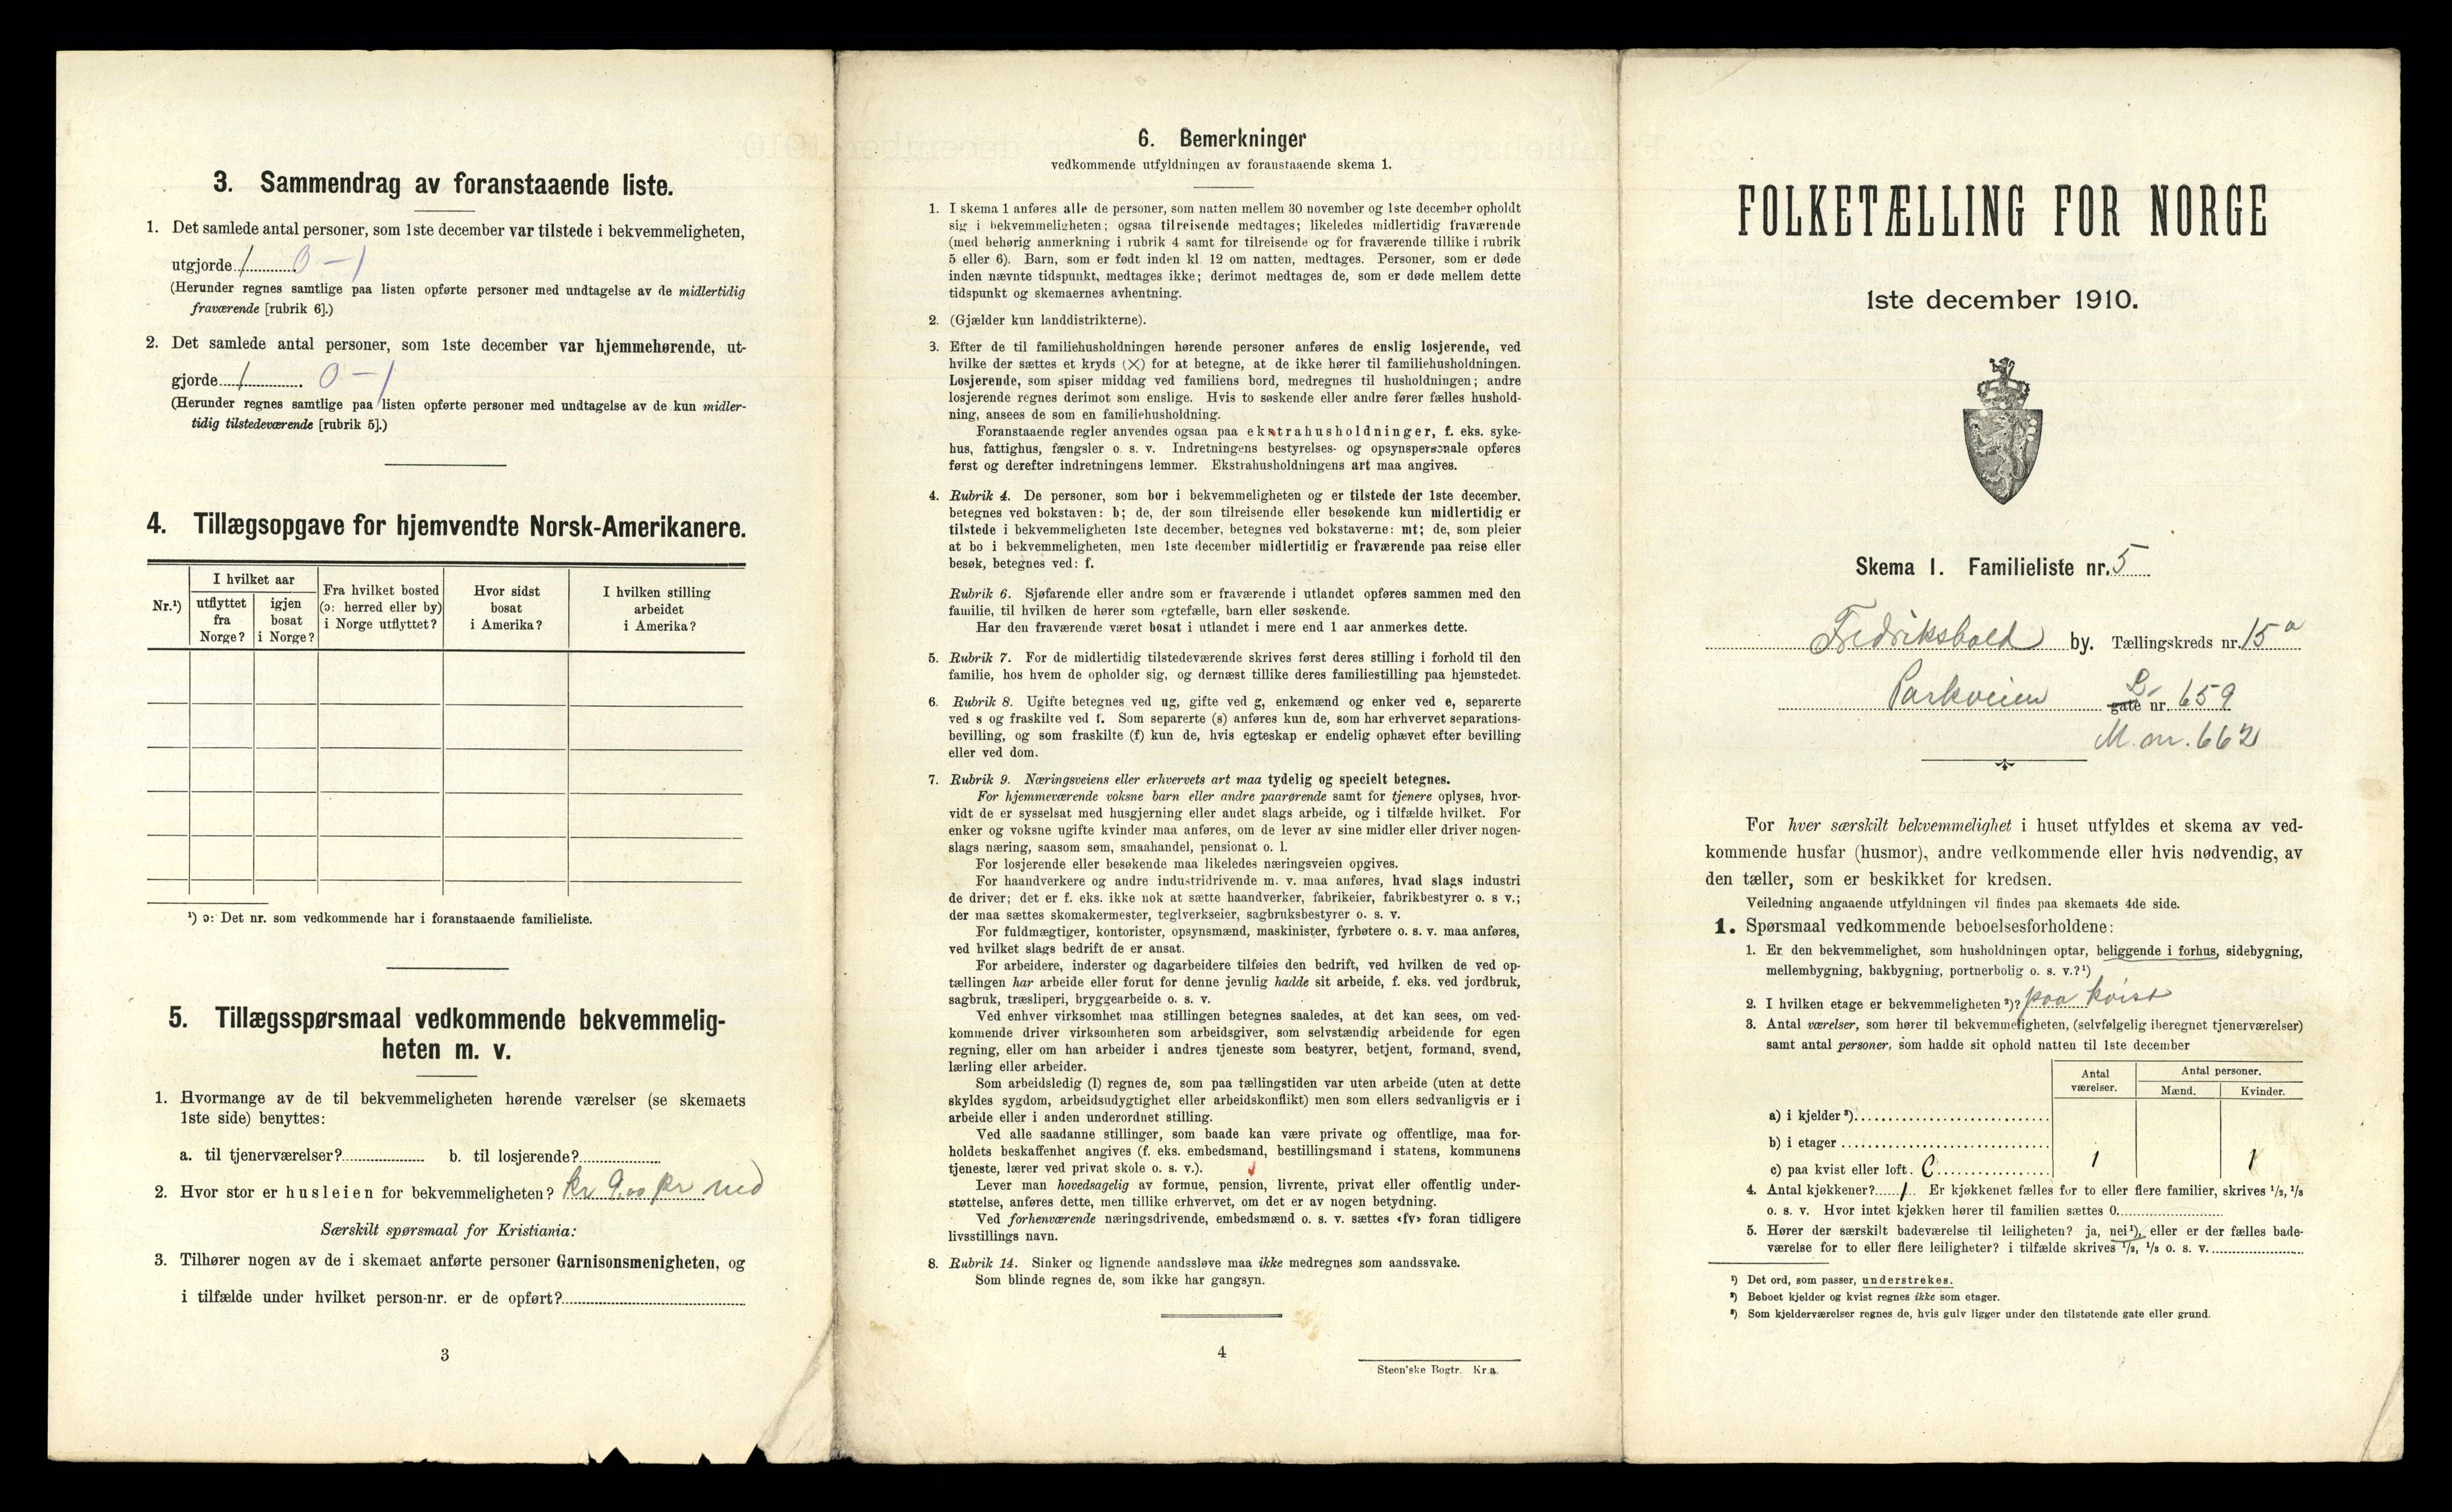 3. Sammendrag av foranstaaende liste.
1. Det samlede antal personer, som 1ste december var tilstede i bekvemmeligheten,
utgjorde 1 0 – 1
(Herunder regnes samtlige paa listen opførte personer med undtagelse av de midlertidig
fraværende [rubrik 6].)
2. Det samlede antal personer, som 1ste december var hjemmehørende, ut-
gjorde 1. 0 – 1
(Herunder regnes samtlige paa listen opførte personer med undtagelse av de kun midler-
tidig tilstedeværende [rubrik 5].)
4. Tillægsopgave for hjemvendte Norsk-Amerikanere.
Nr.¹)
I hvilket aar
utflyttet
fra
Norge?
igjen
bosat
i Norge?
Fra hvilket bosted
(ɔ: herred eller by)
i Norge utflyttet?
Hvor sidst
bosat
i Amerika?
I hvilken stilling
arbeidet
i Amerika?
¹) ɔ: Det nr. som vedkommende har i foranstaaende familieliste.
5. Tillægsspørsmaal vedkommende bekvemmelig-
heten m. v.
1. Hvormange av de til bekvemmeligheten hørende værelser (se skemaets
1ste side) benyttes:
a. til tjenerværelser? b. til losjerende?
2. Hvor stor er husleien for bekvemmeligheten? kr 9.00 pr med
Særskilt spørsmaal for Kristiania:
3. Tilhører nogen av de i skemaet anførte personer Garnisonsmenigheten, og
i tilfælde under hvilket person-nr. er de opført?
3
6. Bemerkninger
vedkommende utfyldningen av foranstaaende skema 1.
1. I skema 1 anføres alle de personer, som natten mellem 30 november og 1ste december opholdt
sig i bekvemmeligheten; ogsaa tilreisende medtages; likeledes midlertidig fraværende
(med behørig anmerkning i rubrik 4 samt for tilreisende og for fraværende tillike i rubrik
5 eller 6). Barn, som er født inden kl. 12 om natten, medtages. Personer, som er døde
inden nævnte tidspunkt, medtages ikke; derimot medtages de, som er døde mellem dette
tidspunkt og skemaernes avhentning.
2. (Gjælder kun landdistrikterne).
3. Efter de til familiehusholdningen hørende personer anføres de enslig losjerende, ved
hvilke der sættes et kryds (×) for at betegne, at de ikke hører til familiehusholdningen.
Losjerende, som spiser middag ved familiens bord, medregnes til husholdningen; andre
losjerende regnes derimot som enslige. Hvis to søskende eller andre fører fælles hushold-
ning, ansees de som en familiehusholdning.
Foranstaaende regler anvendes ogsaa paa ekstrahusholdninger, f. eks. syke-
hus, fattighus, fængsler o. s. v. Indretningens bestyrelses- og opsynspersonale opføres
først og derefter indretningens lemmer. Ekstrahusholdningens art maa angives.
4. Rubrik 4. De personer, som bor i bekvemmeligheten og er tilstede der 1ste december,
betegnes ved bokstaven: b; de, der som tilreisende eller besøkende kun midlertidig er
tilstede i bekvemmeligheten 1ste december, betegnes ved bokstaverne: mt; de, som pleier
at bo i bekvemmeligheten, men 1ste december midlertidig er fraværende paa reise eller
besøk, betegnes ved: f.
Rubrik 6. Sjøfarende eller andre som er fraværende i utlandet opføres sammen med den
familie, til hvilken de hører som egtefælle, barn eller søskende.
Har den fraværende været bosat i utlandet i mere end 1 aar anmerkes dette.
5. Rubrik 7. For de midlertidig tilstedeværende skrives først deres stilling i forhold til den
familie, hos hvem de opholder sig, og dernæst tillike deres familiestilling paa hjemstedet.
6. Rubrik 8. Ugifte betegnes ved ug, gifte ved g, enkemænd og enker ved e, separerte
ved s og fraskilte ved f. Som separerte (s) anføres kun de, som har erhvervet separations-
bevilling, og som fraskilte (f) kun de, hvis egteskap er endelig ophævet efter bevilling
eller ved dom.
7. Rubrik 9. Næringsveiens eller erhvervets art maa tydelig og specielt betegnes.
For hjemmeværende voksne barn eller andre paarørende samt for tjenere oplyses, hvor-
vidt de er sysselsat med husgjerning eller andet slags arbeide, og i tilfælde hvilket. For
enker og voksne ugifte kvinder maa anføres, om de lever av sine midler eller driver nogen-
slags næring, saasom søm, smaahandel, pensionat o. l.
For losjerende eller besøkende maa likeledes næringsveien opgives.
For haandverkere og andre industridrivende m. v. maa anføres, hvad slags industri
de driver; det er f. eks. ikke nok at sætte haandverker, fabrikeier, fabrikbestyrer o. s v.;
der maa sættes skomakermester, teglverkseier, sagbruksbestyrer o. s. v.
For fuldmægtiger, kontorister, opsynsmænd, maskinister, fyrbøtere o. s. v. maa anføres,
ved hvilket slags bedrift de er ansat.
For arbeidere, inderster og dagarbeidere tilføies den bedrift, ved hvilken de ved op-
tællingen har arbeide eller forut for denne jevnlig hadde sit arbeide, f. eks. ved jordbruk,
sagbruk, træsliperi, bryggearbeide o. s. v.
Ved enhver virksomhet maa stillingen betegnes saaledes, at det kan sees, om ved-
kommende driver virksomheten som arbeidsgiver, som selvstændig arbeidende for egen
regning, eller om han arbeider i andres tjeneste som bestyrer, betjent, formand, svend,
lærling eller arbeider.
Som arbeidsledig (l) regnes de, som paa tællingstiden var uten arbeide (uten at dette
skyldes sygdom, arbeidsudygtighet eller arbeidskonflikt) men som ellers sedvanligvis er i
arbeide eller i anden underordnet stilling.
Ved alle saadanne stillinger, som baade kan være private og offentlige, maa for-
holdets beskaffenhet angives (f. eks. embedsmand, bestillingsmand i statens, kommunens
tjeneste, lærer ved privat skole o. s. v.).
Lever man hovedsagelig av formue, pension, livrente, privat eller offentlig under-
støttelse, anføres dette, men tillike erhvervet, om det er av nogen betydning.
Ved forhenværende næringsdrivende, embedsmænd o. s. v. sættes «fv» foran tidligere
livsstillings navn.
8. Rubrik 14. Sinker og lignende aandssløve maa ikke medregnes som aandssvake.
Som blinde regnes de, som ikke har gangsyn.
4
Steen'ske Bogtr. Kr.a.
FOLKETÆLLING FOR NORGE
1ste december 1910.
Skema 1. Familieliste nr. 5
Fredrikshald by. Tællingskreds nr. 15a
Parkveien gate nr. L- 659
M. nr. 662
For hver særskilt bekvemmelighet i huset utfyldes et skema av ved-
kommende husfar (husmor), andre vedkommende eller hvis nødvendig, av
den tæller, som er beskikket for kredsen.
Veiledning angaaende utfyldningen vil findes paa skemaets 4de side.
1. Spørsmaal vedkommende beboelsesforholdene:
1. Er den bekvemmelighet, som husholdningen optar, beliggende i forhus, sidebygning,
mellembygning, bakbygning, portnerbolig o. s. v.?¹)
2. I hvilken etage er bekvemmeligheten²)? paa kvist
3. Antal værelser, som hører til bekvemmeligheten, (selvfølgelig iberegnet tjenerværelser)
samt antal personer, som hadde sit ophold natten til 1ste december
Antal
værelser.
Antal personer.
Mænd.
Kvinder.
a) i kjelder³)
b) i etager
c) paa kvist eller loft. C 1 1
4. Antal kjøkkener? 1 Er kjøkkenet fælles for to eller flere familier, skrives ¹/₂, ¹/₃
o. s. v. Hvor intet kjøkken hører til familien sættes 0.
5. Hører der særskilt badeværelse til leiligheten? ja, nei¹), eller er der fælles bade-
værelse for to eller flere leiligheter? i tilfælde skrives ¹/₂, ¹/₃ o. s. v.
¹) Det ord, som passer, understrekes.
²) Beboet kjelder og kvist regnes ikke som etager.
³) Som kjelderværelser regnes de, hvis gulv ligger under den tilstøtende gate eller grund.